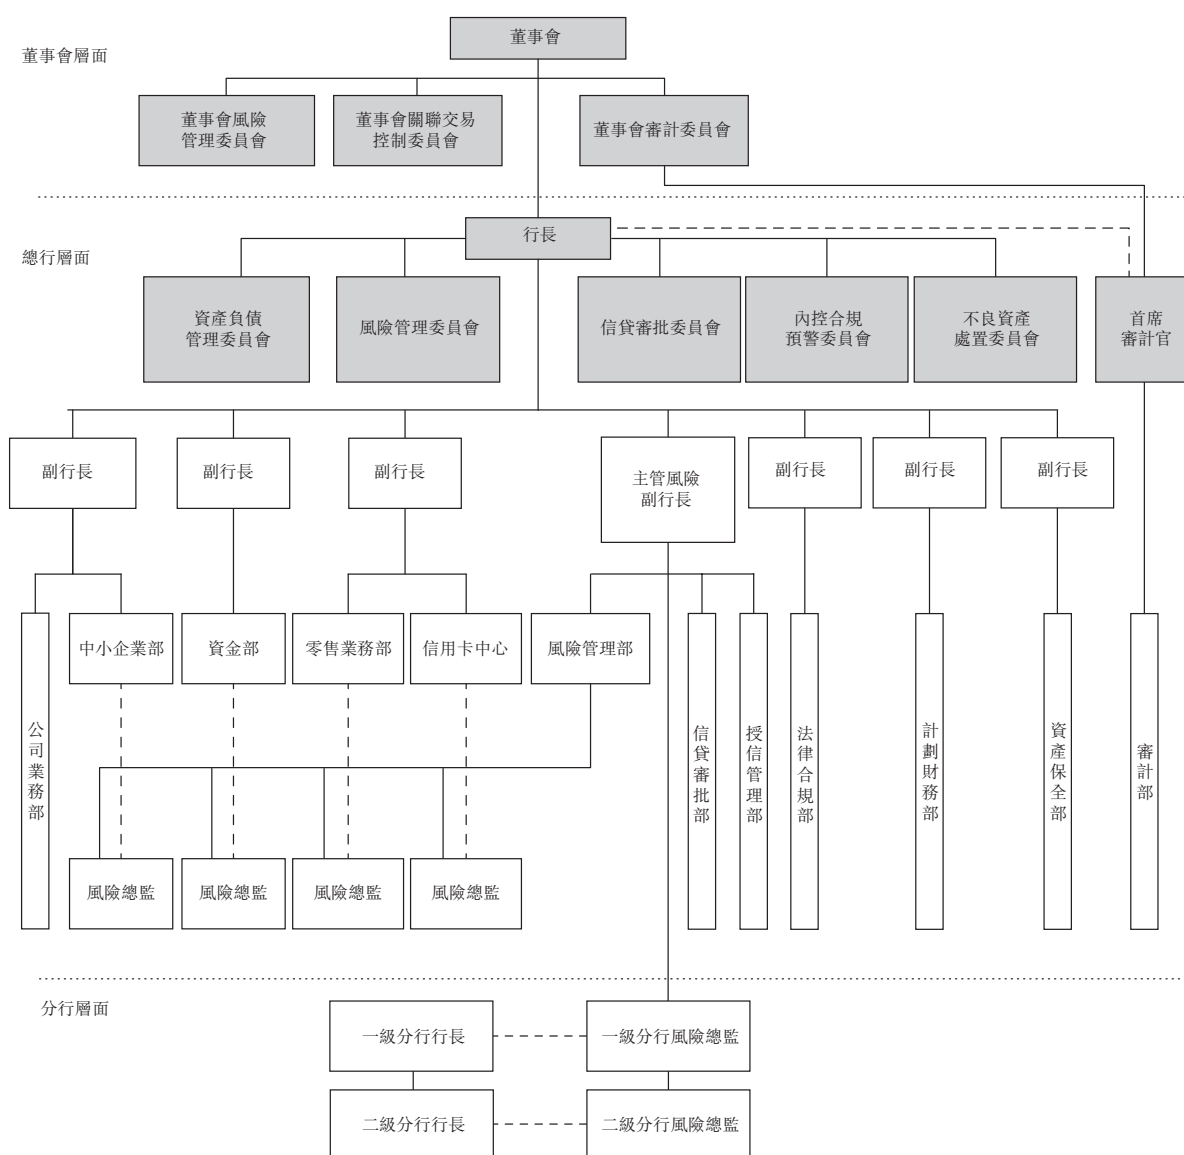 董事會
董事會層面
董事會風險
管理委員會
董事會關聯交易
控制委員會
董事會審計委員會
行長
總行層面
資產負債
管理委員會
風險管理委員會
信貸審批委員會
內控合規
預警委員會
不良資產
處置委員會
首席
審計官
副行長
副行長
副行長
主管風險
副行長
副行長
副行長
副行長
公司業務部
中小企業部
資金部
零售業務部
信用卡中心
風險管理部
信貸審批部
授信管理部
法律合規部
計劃財務部
資產保全部
審計部
風險總監
風險總監
風險總監
風險總監
分行層面
一級分行行長
一級分行風險總監
二級分行行長
二級分行風險總監